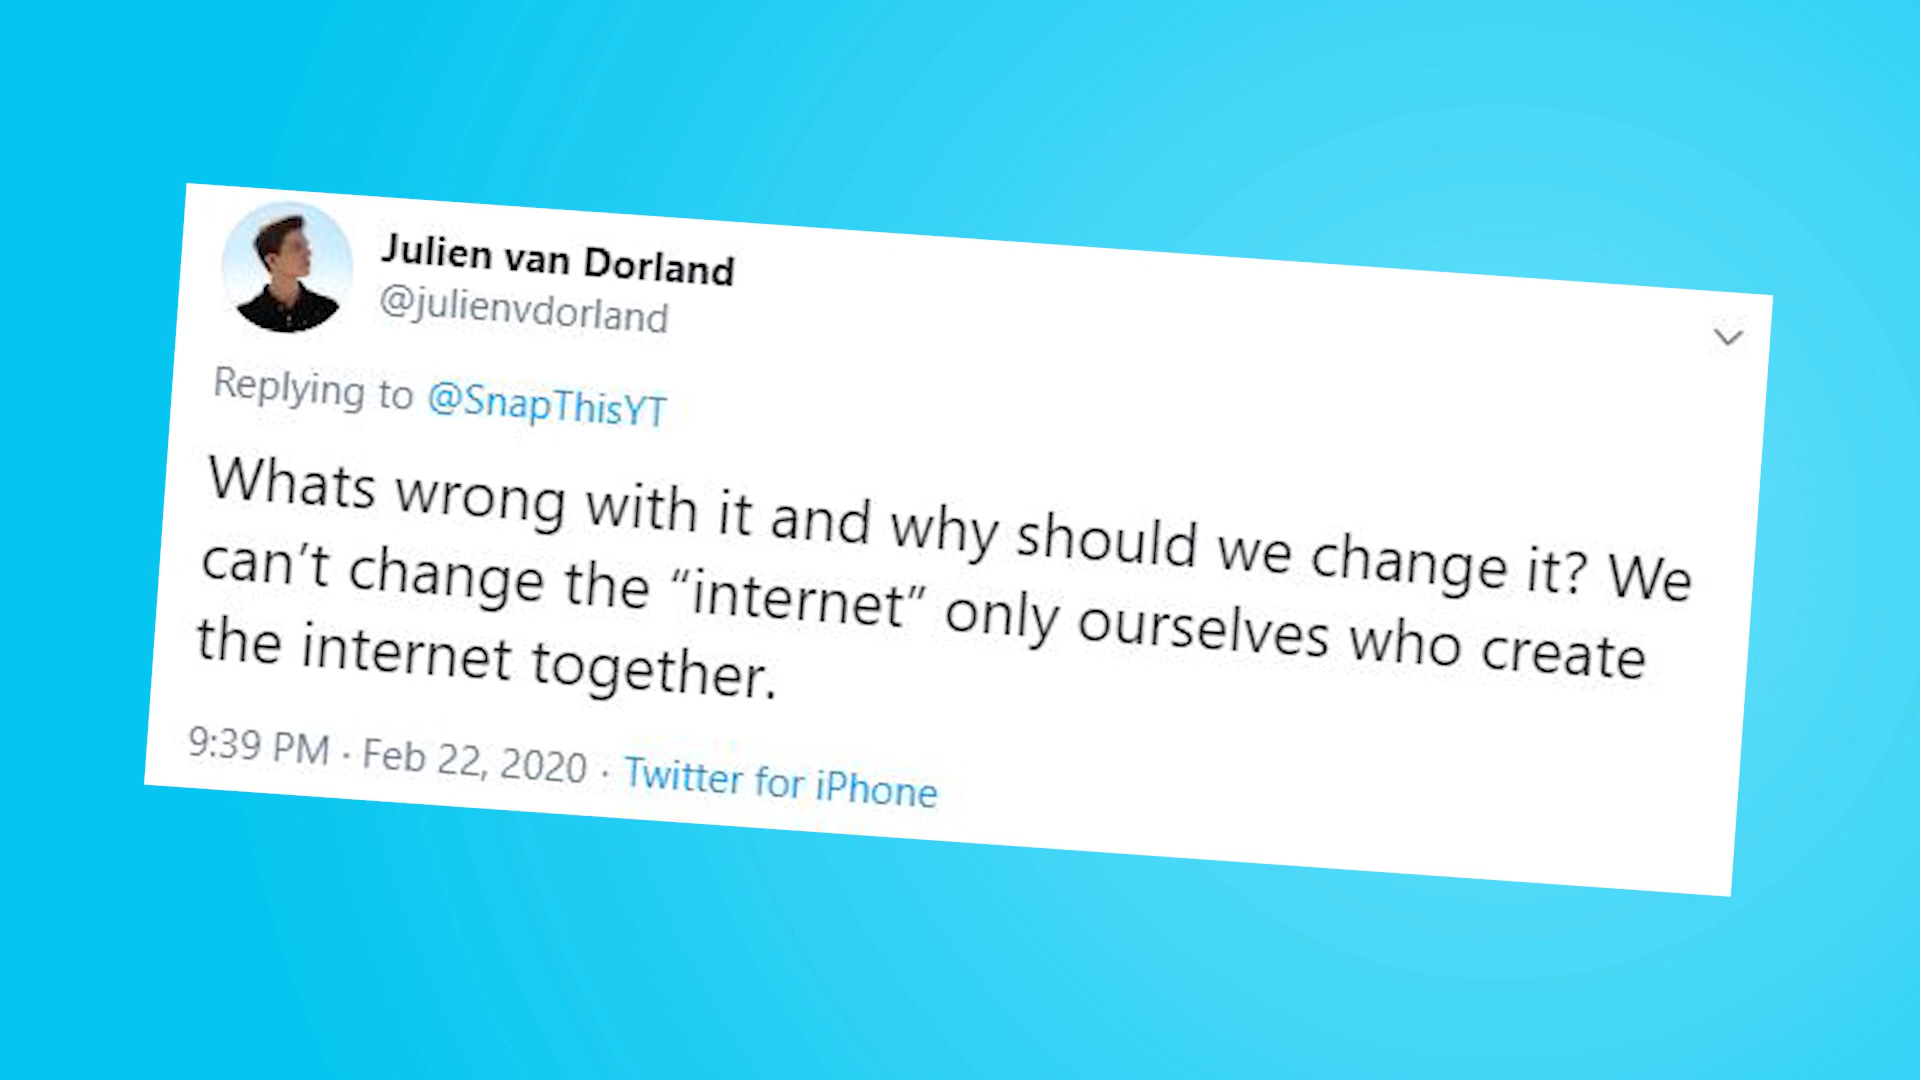 Julien van Dorland
@julienvdorland
Replying to @SnapThisYT
Whats wrong with it and why should we change it? We
can’t change the “internet” only ourselves who create
the internet together.
9:39 PM · Feb 22, 2020 · Twitter for iPhone